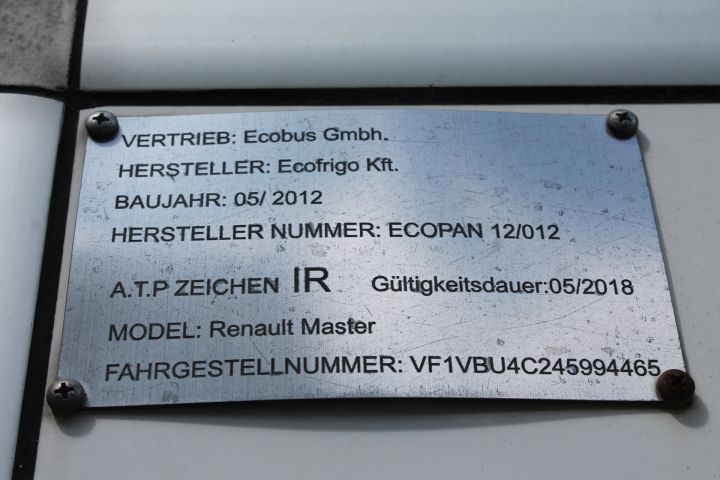 VERTRIEB: Ecobus Gmbh.
HERSTELLER: Ecofrigo Kft.
BAUJAHR: 05/ 2012
HERSTELLER NUMMER: ECOPAN 12/012
A.T.P ZEICHEN IR Gültigkeitsdauer:05/2018
MODEL: Renault Master
FAHRGESTELLNUMMER: VF1VBU4C245994465